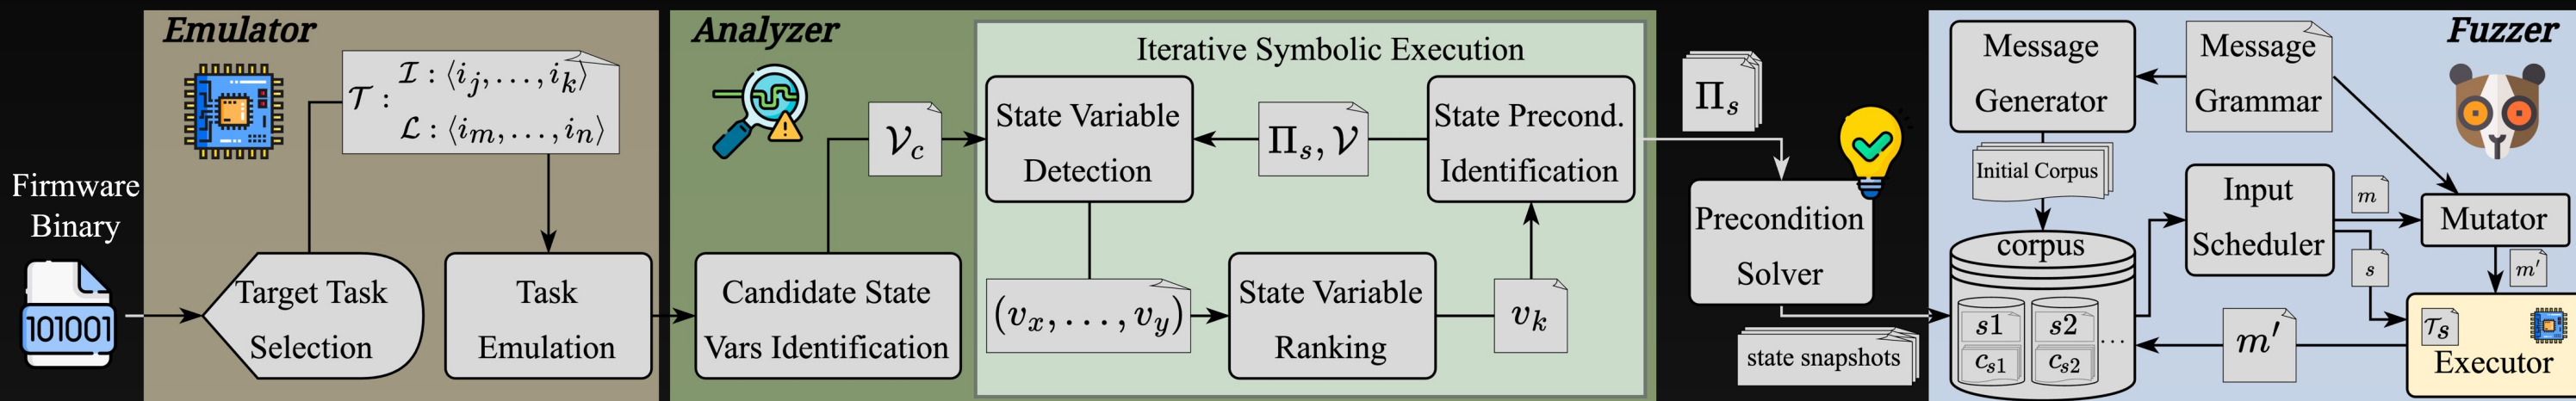 Firmware
Binary
101001
Emulator
𝒯 :
ℐ : ⟨i_j, ..., i_k⟩
ℒ : ⟨i_m, ..., i_n⟩
Target Task
Selection
Task
Emulation
Analyzer
𝒱_c
Candidate State
Vars Identification
Iterative Symbolic Execution
State Variable
Detection
Π_s, 𝒱
State Precond.
Identification
(v_x, ..., v_y)
State Variable
Ranking
v_k
Π_s
Precondition
Solver
state snapshots
Fuzzer
Message
Generator
Message
Grammar
Initial Corpus
corpus
s1
c_s1
s2
c_s2
...
Input
Scheduler
m
s
Mutator
m′
m′
𝒯_s
Executor